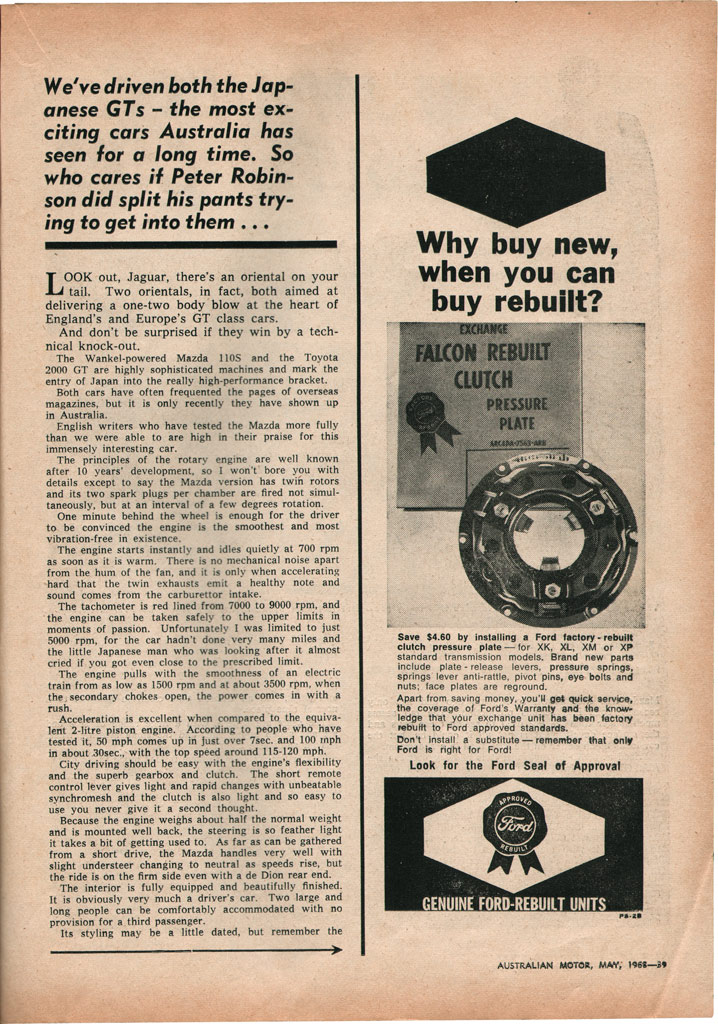 We've driven both the Jap-
anese GTs – the most ex-
citing cars Australia has
seen for a long time. So
who cares if Peter Robin-
son did split his pants try-
ing to get into them . . .
LOOK out, Jaguar, there's an oriental on your
tail. Two orientals, in fact, both aimed at
delivering a one-two body blow at the heart of
England's and Europe's GT class cars.
And don't be surprised if they win by a tech-
nical knock-out.
The Wankel-powered Mazda 110S and the Toyota
2000 GT are highly sophisticated machines and mark the
entry of Japan into the really high-performance bracket.
Both cars have often frequented the pages of overseas
magazines, but it is only recently they have shown up
in Australia.
English writers who have tested the Mazda more fully
than we were able to are high in their praise for this
immensely interesting car.
The principles of the rotary engine are well known
after 10 years' development, so I won't bore you with
details except to say the Mazda version has twin rotors
and its two spark plugs per chamber are fired not simul-
taneously, but at an interval of a few degrees rotation.
One minute behind the wheel is enough for the driver
to be convinced the engine is the smoothest and most
vibration-free in existence.
The engine starts instantly and idles quietly at 700 rpm
as soon as it is warm. There is no mechanical noise apart
from the hum of the fan, and it is only when accelerating
hard that the twin exhausts emit a healthy note and
sound comes from the carburettor intake.
The tachometer is red lined from 7000 to 9000 rpm, and
the engine can be taken safely to the upper limits in
moments of passion. Unfortunately I was limited to just
5000 rpm, for the car hadn't done very many miles and
the little Japanese man who was looking after it almost
cried if you got even close to the prescribed limit.
The engine pulls with the smoothness of an electric
train from as low as 1500 rpm and at about 3500 rpm, when
the secondary chokes open, the power comes in with a
rush.
Acceleration is excellent when compared to the equiva-
lent 2-litre piston engine. According to people who have
tested it, 50 mph comes up in just over 7sec. and 100 mph
in about 30sec., with the top speed around 115-120 mph.
City driving should be easy with the engine's flexibility
and the superb gearbox and clutch. The short remote
control lever gives light and rapid changes with unbeatable
synchromesh and the clutch is also light and so easy to
use you never give it a second thought.
Because the engine weighs about half the normal weight
and is mounted well back, the steering is so feather light
it takes a bit of getting used to. As far as can be gathered
from a short drive, the Mazda handles very well with
slight understeer changing to neutral as speeds rise, but
the ride is on the firm side even with a de Dion rear end.
The interior is fully equipped and beautifully finished.
It is obviously very much a driver's car. Two large and
long people can be comfortably accommodated with no
provision for a third passenger.
Its styling may be a little dated, but remember the
Why buy new,
when you can
buy rebuilt?
EXCHANGE
FALCON REBUILT
CLUTCH
PRESSURE
PLATE
Save $4.60 by installing a Ford factory-rebuilt
clutch pressure plate — for XK, XL, XM or XP
standard transmission models. Brand new parts
include plate-release levers, pressure springs,
springs lever anti-rattle, pivot pins, eye bolts and
nuts; face plates are reground.
Apart from saving money, you'll get quick service,
the coverage of Ford's Warranty and the know-
ledge that your exchange unit has been factory
rebuilt to Ford approved standards.
Don't install a substitute — remember that only
Ford is right for Ford!
Look for the Ford Seal of Approval
APPROVED
Ford
REBUILT
GENUINE FORD-REBUILT UNITS
PS-2B
AUSTRALIAN MOTOR, MAY, 1968—39